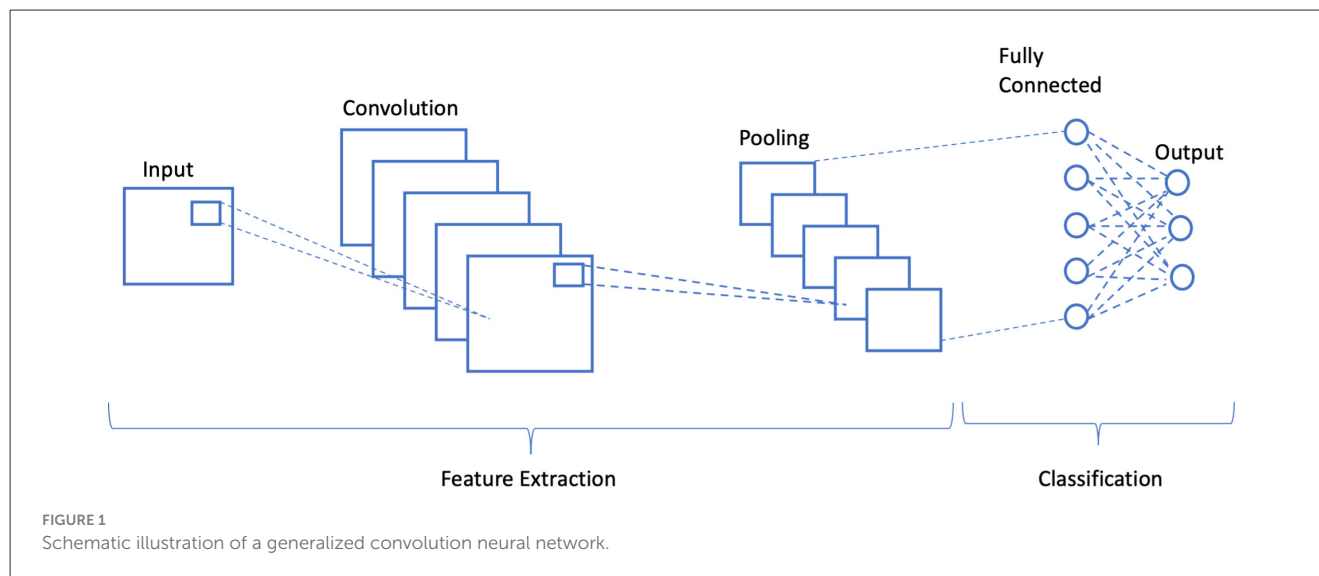 Input
Convolution
Pooling
Fully
Connected
Output
Feature Extraction
Classification
FIGURE 1
Schematic illustration of a generalized convolution neural network.